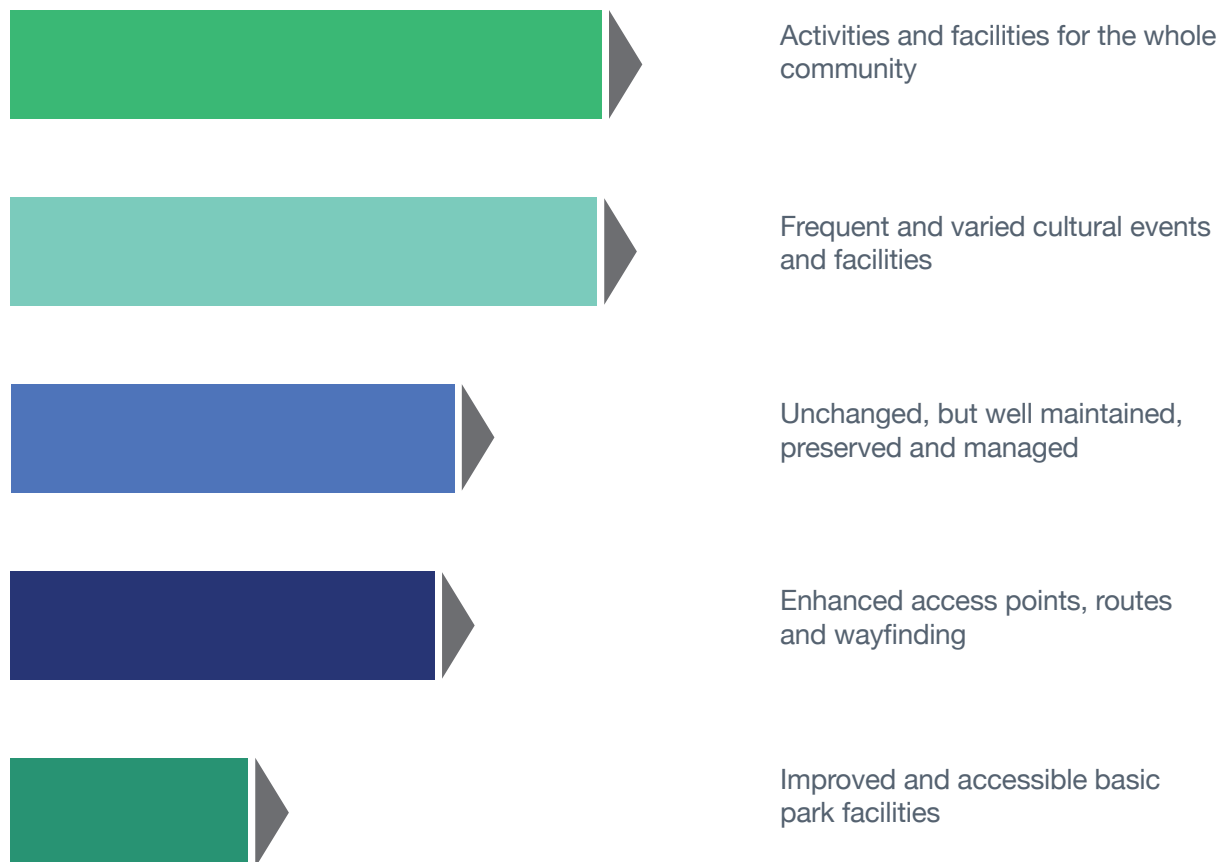 Activities and facilities for the whole
community
Frequent and varied cultural events
and facilities
Unchanged, but well maintained,
preserved and managed
Enhanced access points, routes
and wayfinding
Improved and accessible basic
park facilities